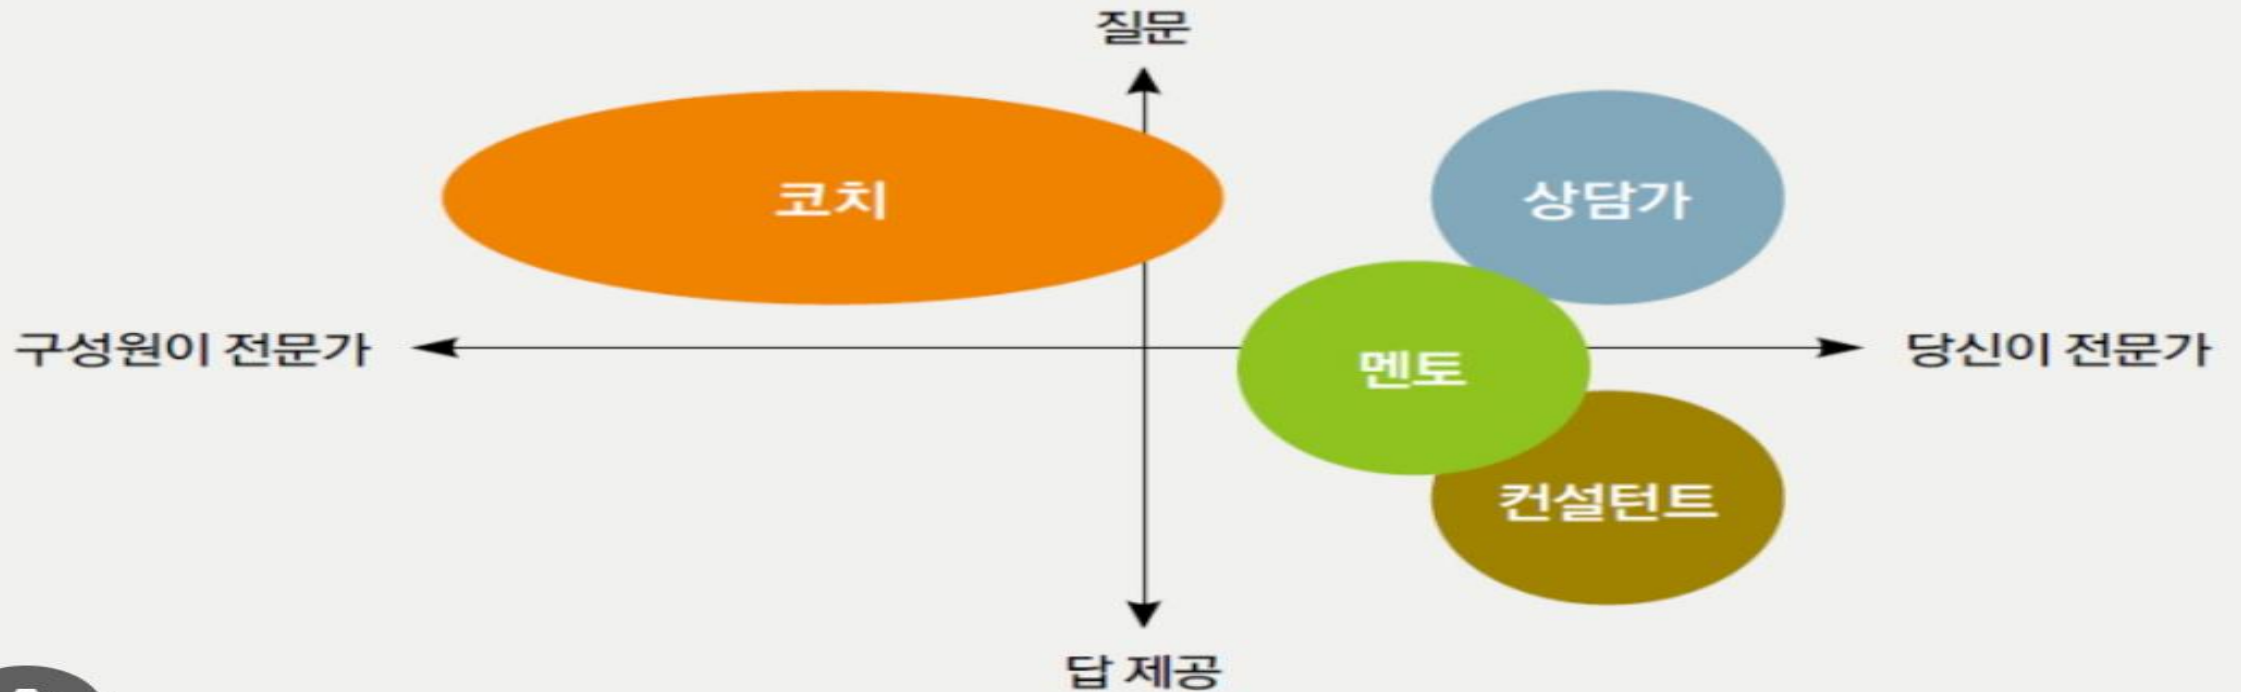 질문
코치
상담가
구성원이 전문가
멘토
당신이 전문가
컨설턴트
답 제공